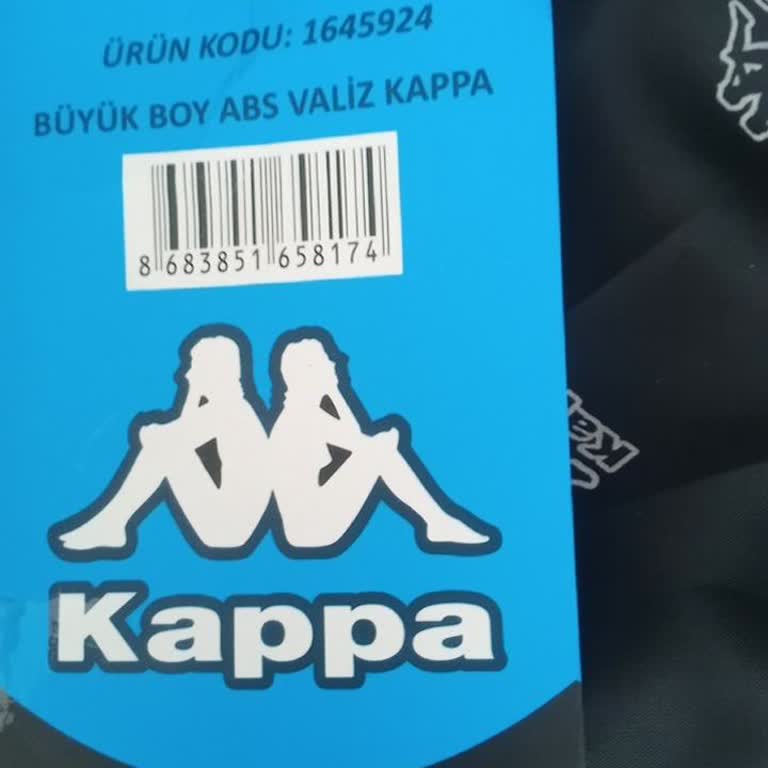 ÜRÜN KODU: 1645924
BÜYÜK BOY ABS VALİZ KAPPA
8 683851 658174
Kappa